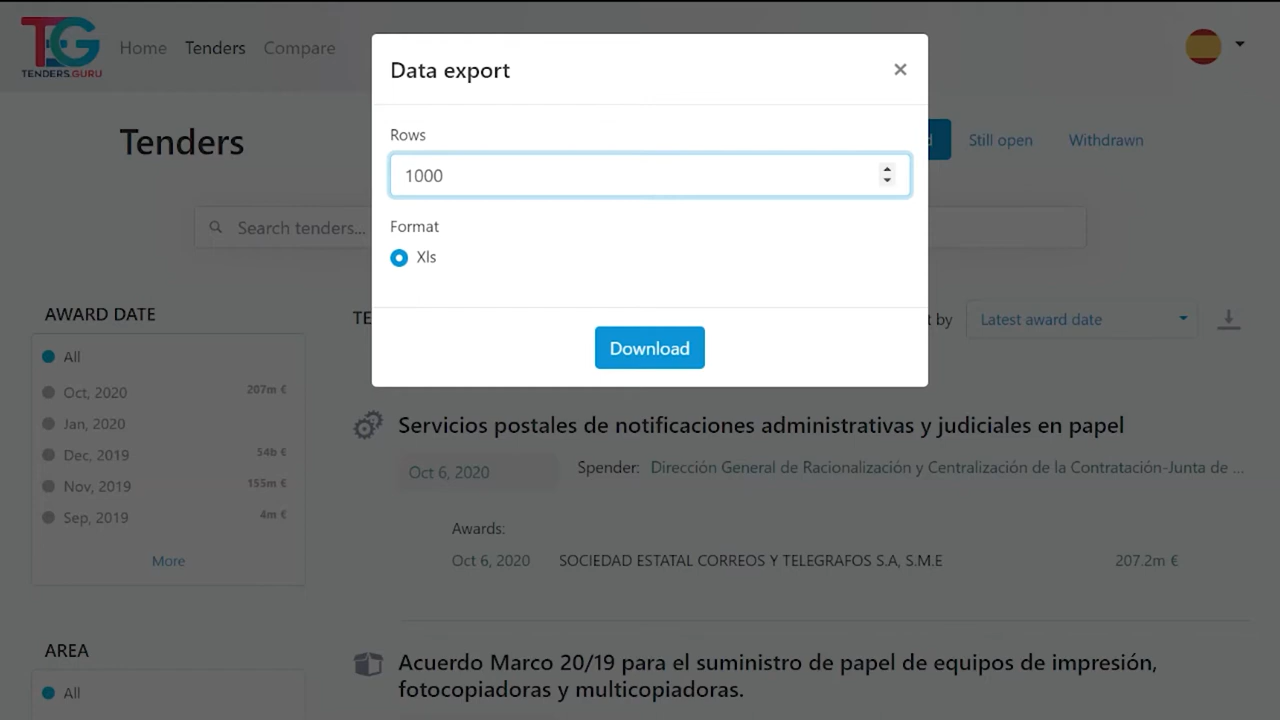 TG
TENDERS.GURU
Home
Tenders
Compare
Data export
×
Tenders
Still open
Withdrawn
Rows
1000
Search tenders...
Format
Xls
Download
AWARD DATE
All
Oct, 2020 207m €
Jan, 2020
Dec, 2019 54b €
Nov, 2019 155m €
Sep, 2019 4m €
More
AREA
All
by
Latest award date
Servicios postales de notificaciones administrativas y judiciales en papel
Oct 6, 2020
Spender: Dirección General de Racionalización y Centralización de la Contratación-Junta de ...
Awards:
Oct 6, 2020 SOCIEDAD ESTATAL CORREOS Y TELEGRAFOS S.A, S.M.E 207.2m €
Acuerdo Marco 20/19 para el suministro de papel de equipos de impresión,
fotocopiadoras y multicopiadoras.